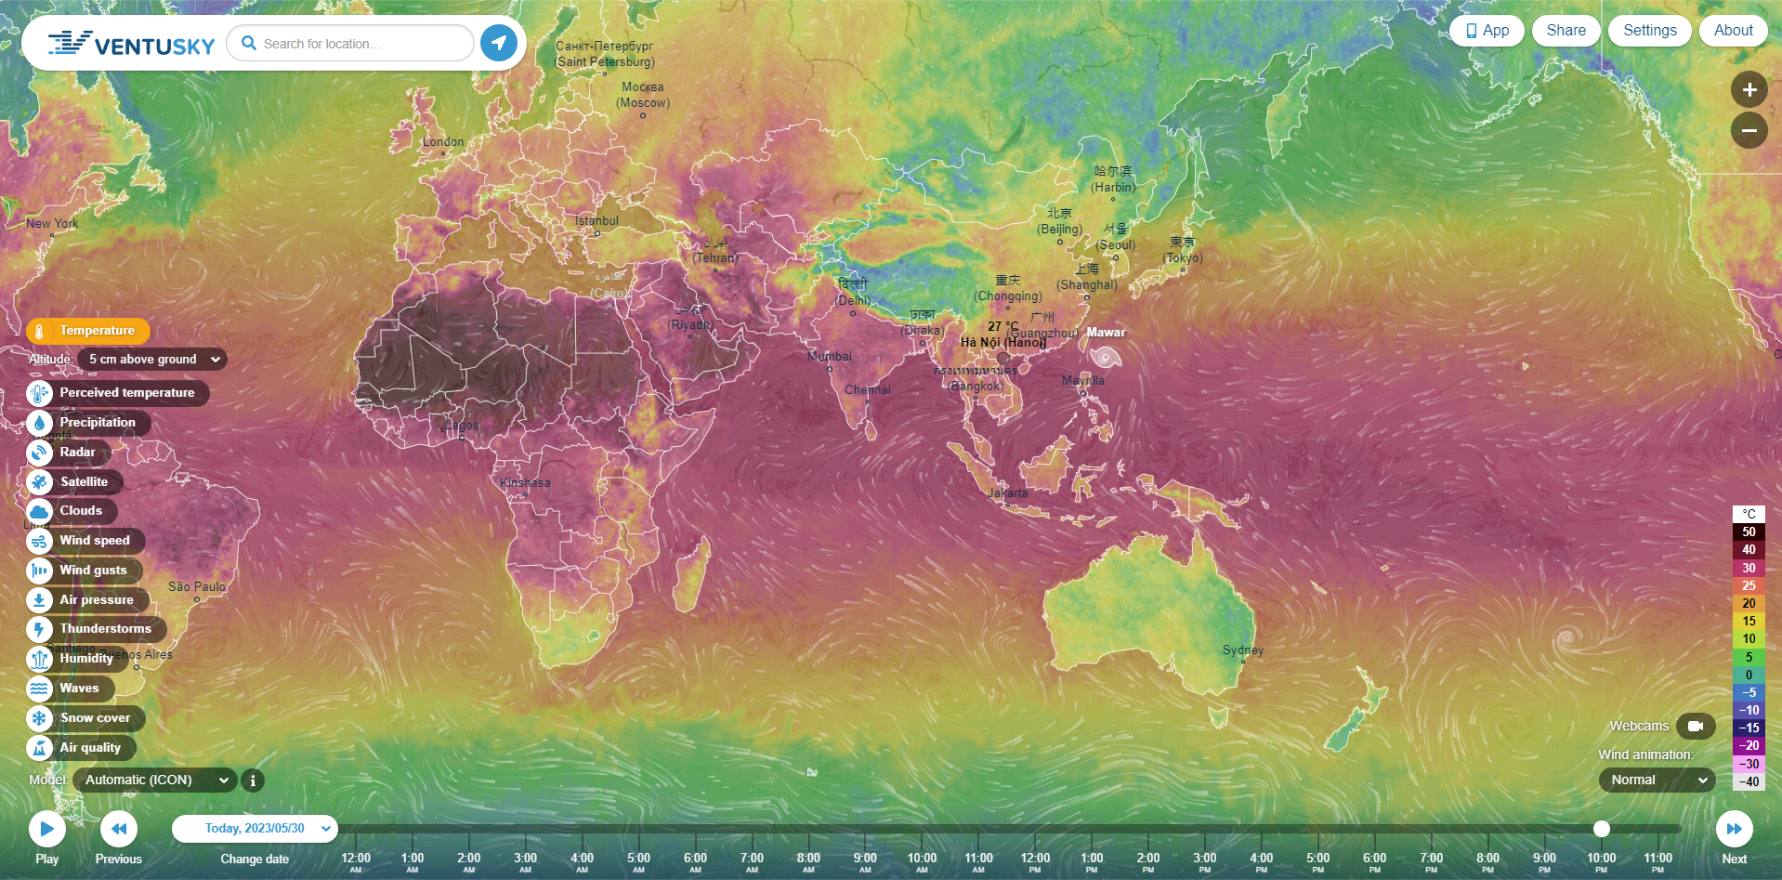 VENTUSKY
Search for location...
App
Share
Settings
About
Санкт-Петербург
(Saint Petersburg)
Москва
(Moscow)
London
New York
Istanbul
تهران
(Tehran)
(Cairo)
(Riyadh)
哈尔滨
(Harbin)
北京
(Beijing)
서울
(Seoul)
東京
(Tokyo)
上海
(Shanghai)
重庆
(Chongqing)
दिल्ली
(Delhi)
ঢাকা
(Dhaka)
广州
(Guangzhou)
27 °C
Hà Nội (Hanoi)
Mawar
กรุงเทพมหานคร
(Bangkok)
Mumbai
Chennai
Maynila
Lagos
Kinshasa
Jakarta
São Paulo
Santiago
Buenos Aires
Sydney
Temperature
Altitude:
5 cm above ground
Perceived temperature
Precipitation
Radar
Satellite
Clouds
Wind speed
Wind gusts
Air pressure
Thunderstorms
Humidity
Waves
Snow cover
Air quality
Model:
Automatic (ICON)
°C
50
40
30
25
20
15
10
5
0
−5
−10
−15
−20
−30
−40
Webcams
Wind animation:
Normal
Play
Previous
Today, 2023/05/30
Change date
12:00 AM
1:00 AM
2:00 AM
3:00 AM
4:00 AM
5:00 AM
6:00 AM
7:00 AM
8:00 AM
9:00 AM
10:00 AM
11:00 AM
12:00 PM
1:00 PM
2:00 PM
3:00 PM
4:00 PM
5:00 PM
6:00 PM
7:00 PM
8:00 PM
9:00 PM
10:00 PM
11:00 PM
Next